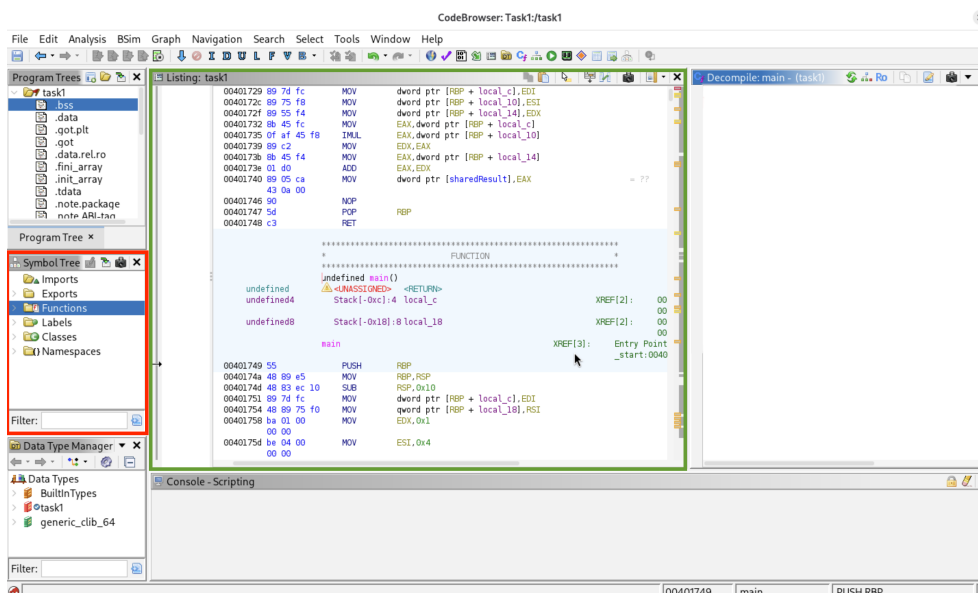 CodeBrowser: Task1:/task1
File Edit Analysis BSim Graph Navigation Search Select Tools Window Help
I D U L F V B
Program Trees
task1
.bss
.data
.got.plt
.got
.data.rel.ro
.fini_array
.init_array
.tdata
.note.package
.note.ABI-tag
Program Tree ×
Symbol Tree
Imports
Exports
Functions
Labels
Classes
Namespaces
Filter:
Data Type Manager
Data Types
BuiltInTypes
task1
generic_clib_64
Filter:
Listing: task1
00401729 89 7d fc MOV dword ptr [RBP + local_c],EDI
0040172c 89 75 f8 MOV dword ptr [RBP + local_10],ESI
0040172f 89 55 f4 MOV dword ptr [RBP + local_14],EDX
00401732 8b 45 fc MOV EAX,dword ptr [RBP + local_c]
00401735 0f af 45 f8 IMUL EAX,dword ptr [RBP + local_10]
00401739 89 c2 MOV EDX,EAX
0040173b 8b 45 f4 MOV EAX,dword ptr [RBP + local_14]
0040173e 01 d0 ADD EAX,EDX
00401740 89 05 ca MOV dword ptr [sharedResult],EAX = ??
43 0a 00
00401746 90 NOP
00401747 5d POP RBP
00401748 c3 RET
************************************************************
* FUNCTION *
************************************************************
undefined main()
undefined <UNASSIGNED> <RETURN>
undefined4 Stack[-0xc]:4 local_c XREF[2]: 00
00
undefined8 Stack[-0x18]:8 local_18 XREF[2]: 00
00
main XREF[3]: Entry Point
_start:0040
00401749 55 PUSH RBP
0040174a 48 89 e5 MOV RBP,RSP
0040174d 48 83 ec 10 SUB RSP,0x10
00401751 89 7d fc MOV dword ptr [RBP + local_c],EDI
00401754 48 89 75 f0 MOV qword ptr [RBP + local_18],RSI
00401758 ba 01 00 MOV EDX,0x1
00 00
0040175d be 04 00 MOV ESI,0x4
00 00
Decompile: main - (task1)
Ro
Console - Scripting
00401749 main PUSH RBP